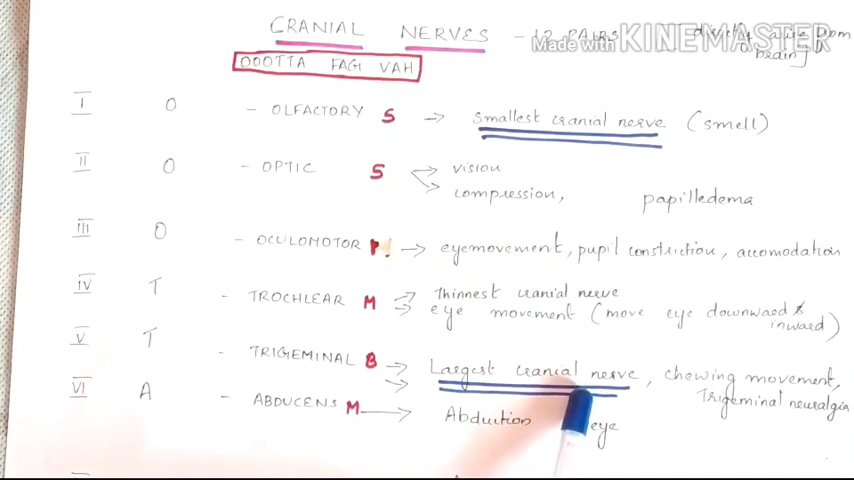 CRANIAL NERVES - 12 PAIRS
brain]
Made with KINEMASTER
OOOTTA FAGI VAH
I O - OLFACTORY S → smallest cranial nerve (smell)
II O - OPTIC S → vision
→ compression, papilledema
III O - OCULOMOTOR → eyemovement, pupil constriction, accomodation
IV T - TROCHLEAR M → Thinnest cranial nerve
→ eye movement (move eye downward &
inward)
V T - TRIGEMINAL B → Largest cranial nerve, chewing movement,
→ Trigeminal neuralgia
VI A - ABDUCENS M → Abduction eye